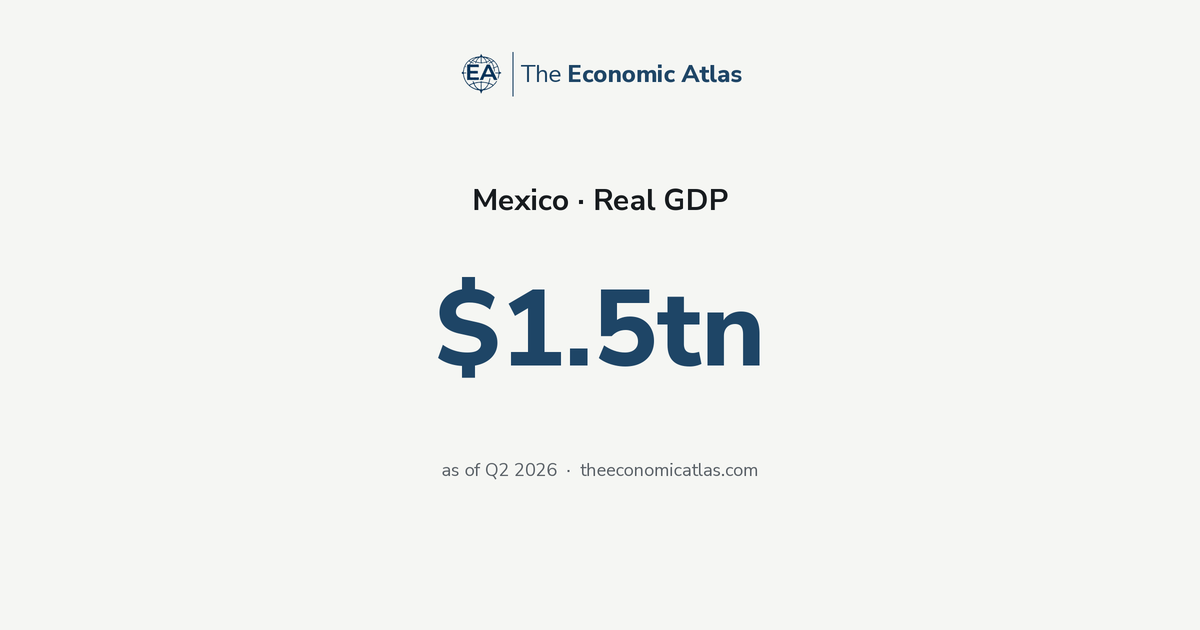 EA The Economic Atlas
Mexico · Real GDP
$1.5tn
as of Q2 2026 · theeconomicatlas.com